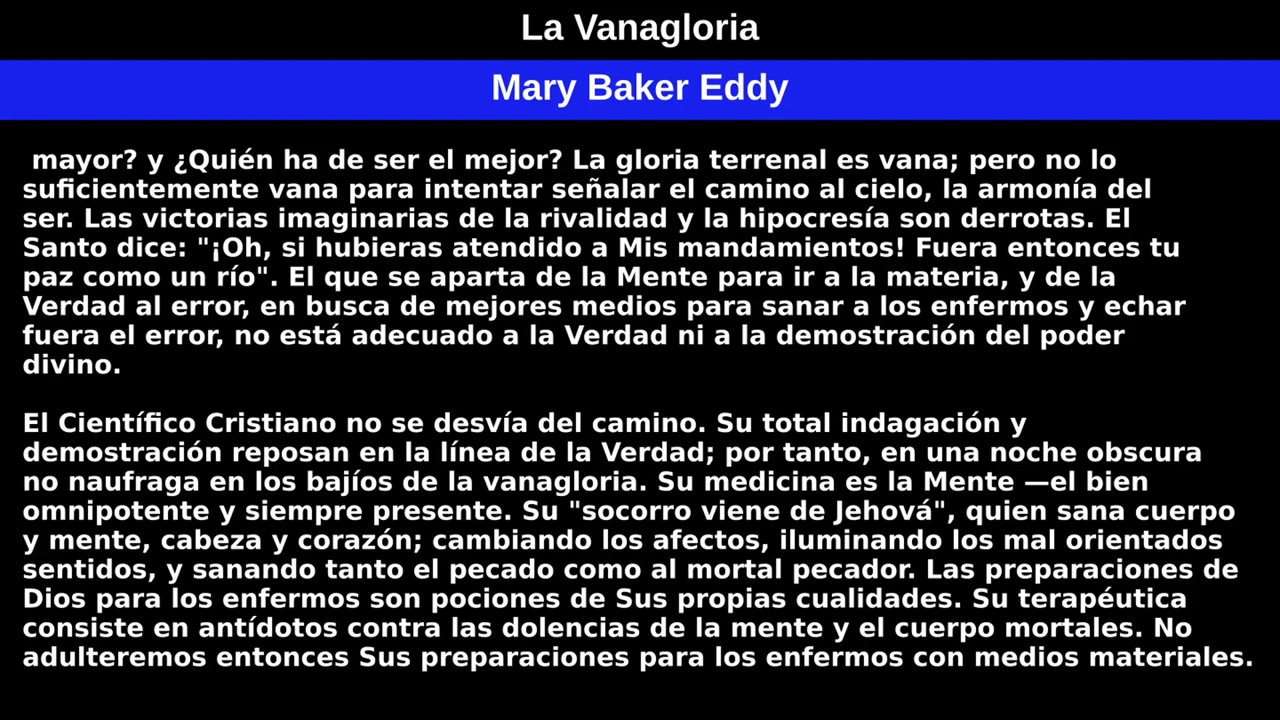 La Vanagloria
Mary Baker Eddy
mayor? y ¿Quién ha de ser el mejor? La gloria terrenal es vana; pero no lo
suficientemente vana para intentar señalar el camino al cielo, la armonía del
ser. Las victorias imaginarias de la rivalidad y la hipocresía son derrotas. El
Santo dice: "¡Oh, si hubieras atendido a Mis mandamientos! Fuera entonces tu
paz como un río". El que se aparta de la Mente para ir a la materia, y de la
Verdad al error, en busca de mejores medios para sanar a los enfermos y echar
fuera el error, no está adecuado a la Verdad ni a la demostración del poder
divino.
El Científico Cristiano no se desvía del camino. Su total indagación y
demostración reposan en la línea de la Verdad; por tanto, en una noche obscura
no naufraga en los bajíos de la vanagloria. Su medicina es la Mente —el bien
omnipotente y siempre presente. Su "socorro viene de Jehová", quien sana cuerpo
y mente, cabeza y corazón; cambiando los afectos, iluminando los mal orientados
sentidos, y sanando tanto el pecado como al mortal pecador. Las preparaciones de
Dios para los enfermos son pociones de Sus propias cualidades. Su terapéutica
consiste en antídotos contra las dolencias de la mente y el cuerpo mortales. No
adulteremos entonces Sus preparaciones para los enfermos con medios materiales.